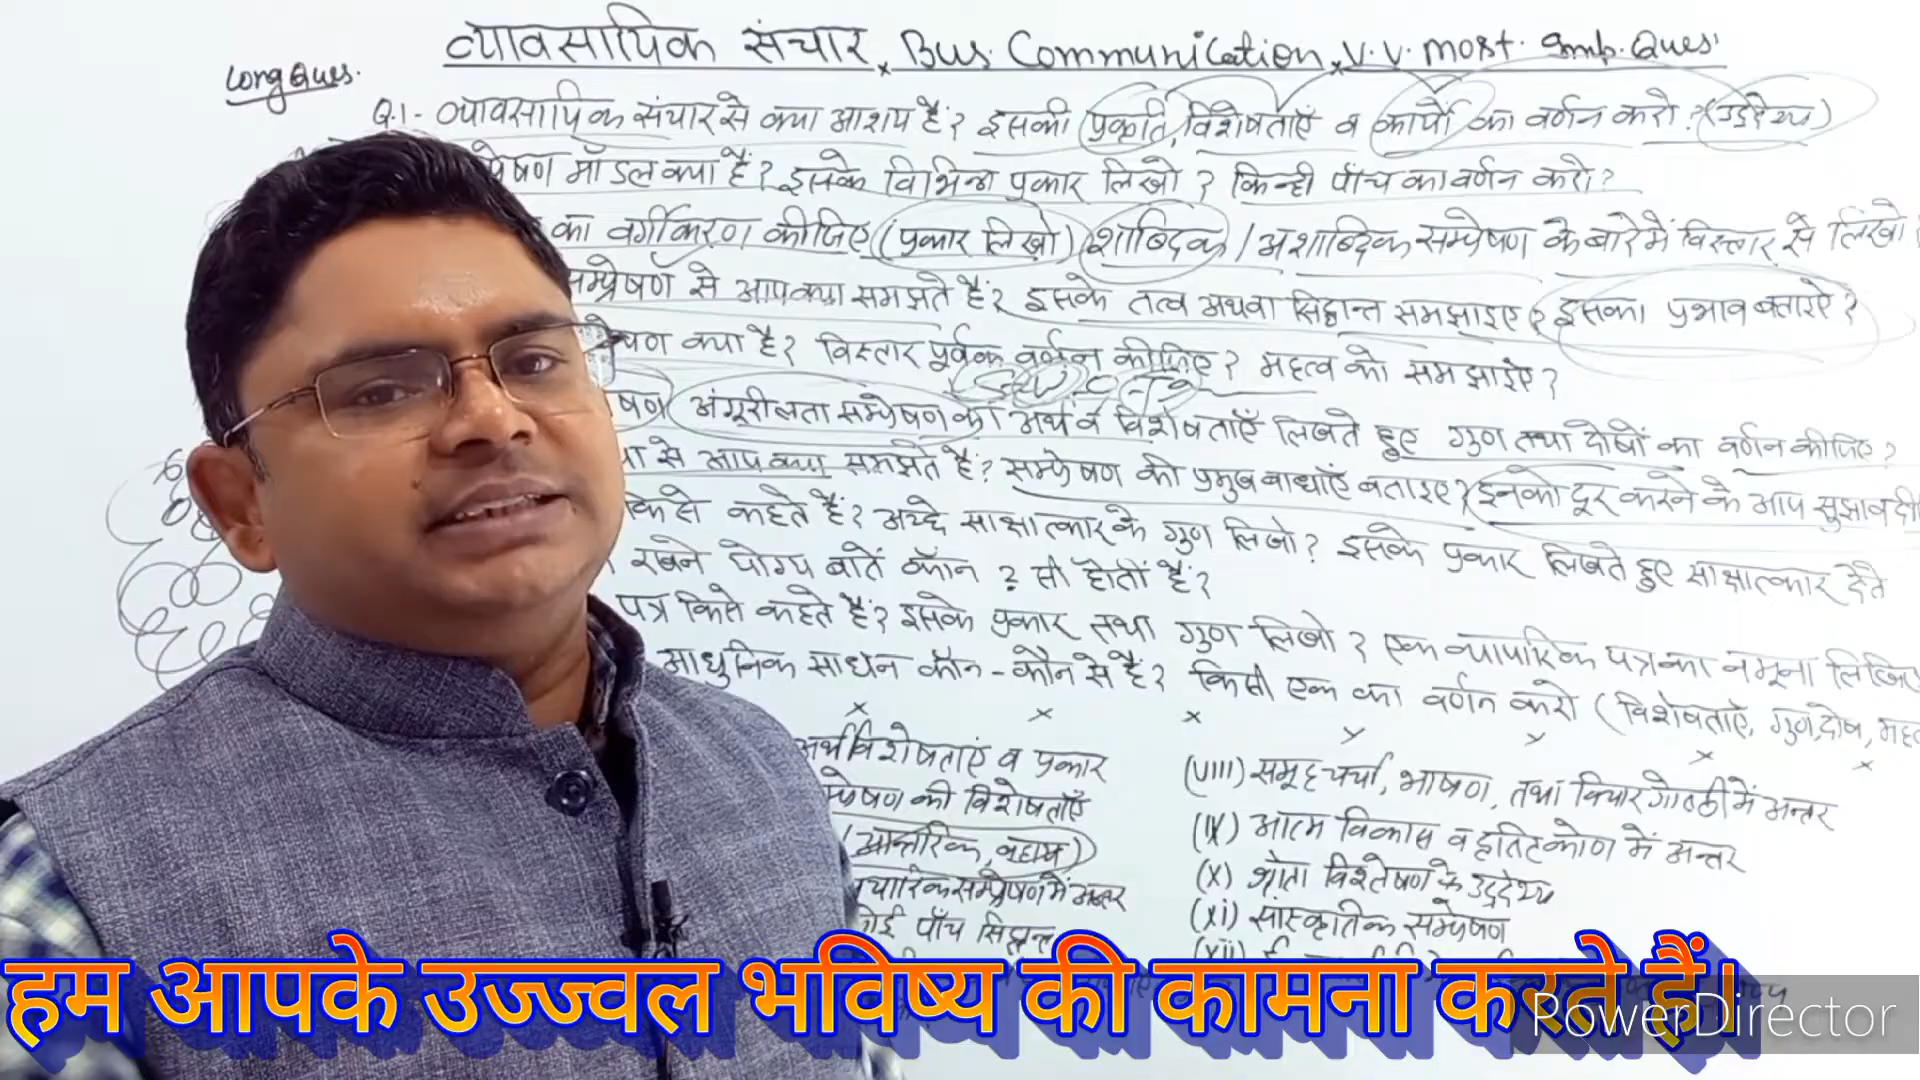 व्यावसायिक संचार, Bus. Communication, V. V. most. Imp. Ques.
Long Ques.
Q.1- व्यावसायिक संचार से क्या आशय है? इसकी प्रकृति, विशेषताएँ व कार्यो का वर्णन करो? (उद्देश्य)
मॉडल क्या है? इसके विभिन्न प्रकार लिखो? किन्ही पाँच का वर्णन करो?
का वर्गीकरण कीजिए (प्रकार लिखो) शाब्दिक / अशाब्दिक सम्प्रेषण के बारे में विस्तार से लिखो
सम्प्रेषण से आप क्या समझते हैं? इसके तत्व अथवा सिद्धान्त समझाइए? इसका प्रभाव बताइऐ?
क्या है? विस्तार पूर्वक वर्णन कीजिए? महत्व को समझाईए?
अंगूरीलता सम्प्रेषण का अर्थ व विशेषताएँ लिखते हुए गुण तथा दोषों का वर्णन कीजिए?
से आप क्या समझते हैं? सम्प्रेषण की प्रमुख बाधाएँ बताइए? इनको दूर करने के आप सुझाव
किसे कहते हैं? अच्छे साक्षात्कार के गुण लिखो? इसके प्रकार लिखते हुए साक्षात्कार देते
रखने योग्य बातें कौन? सी होतीं हैं?
पत्र किसे कहते हैं? इसके प्रकार तथा गुण लिखो? एक व्यापारिक पत्र का नमूना
आधुनिक साधन कौन-कौन से है? किसी एक का वर्णन करो (विशेषताऐं, गुण, दोष,
अर्थ विशेषताएं व प्रकार
की विशेषताएँ
(आन्तरिक, वहाय)
सम्प्रेषण में अन्तर
पाँच सिद्धान्त
(VIII) समूह चर्चा, भाषण, तथा विचार गोष्ठी में अन्तर
(IX) आत्म विकास व दृष्टिकोण में अन्तर
(X) श्रोता विश्लेषण के उद्देश्य
(XI) सांस्कृतिक सम्प्रेषण
(XII)
हम आपके उज्ज्वल भविष्य की कामना करते हैं।
PowerDirector